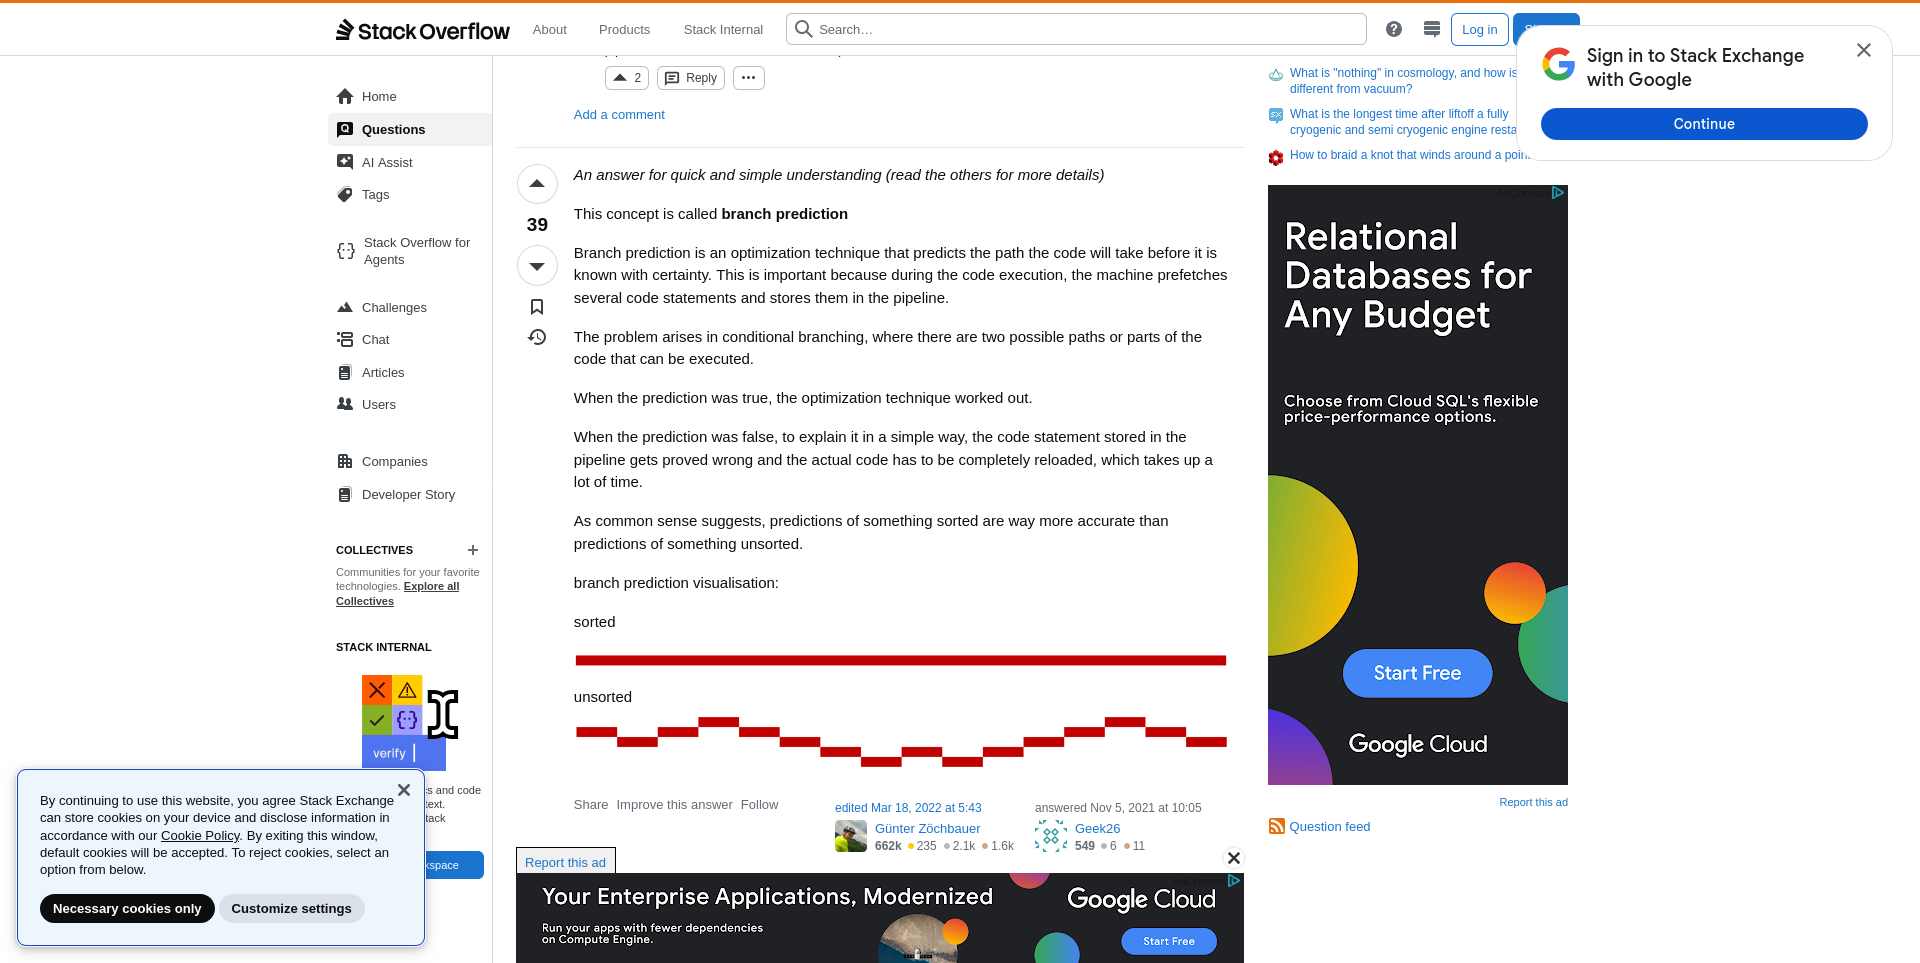 Stack Overflow
About
Products
Stack Internal
Search…
Log in
Sign in to Stack Exchange
with Google
Continue
Home
Questions
AI Assist
Tags
Stack Overflow for
Agents
Challenges
Chat
Articles
Users
Companies
Developer Story
COLLECTIVES
Communities for your favorite
technologies. Explore all
Collectives
STACK INTERNAL
verify
s and code
text.
tack
kspace
By continuing to use this website, you agree Stack Exchange
can store cookies on your device and disclose information in
accordance with our Cookie Policy. By exiting this window,
default cookies will be accepted. To reject cookies, select an
option from below.
Necessary cookies only
Customize settings
2
Reply
Add a comment
39
An answer for quick and simple understanding (read the others for more details)
This concept is called branch prediction
Branch prediction is an optimization technique that predicts the path the code will take before it is
known with certainty. This is important because during the code execution, the machine prefetches
several code statements and stores them in the pipeline.
The problem arises in conditional branching, where there are two possible paths or parts of the
code that can be executed.
When the prediction was true, the optimization technique worked out.
When the prediction was false, to explain it in a simple way, the code statement stored in the
pipeline gets proved wrong and the actual code has to be completely reloaded, which takes up a
lot of time.
As common sense suggests, predictions of something sorted are way more accurate than
predictions of something unsorted.
branch prediction visualisation:
sorted
unsorted
Share Improve this answer Follow
edited Mar 18, 2022 at 5:43
Günter Zöchbauer
662k 235 2.1k 1.6k
answered Nov 5, 2021 at 10:05
Geek26
549 6 11
Report this ad
Your Enterprise Applications, Modernized
Run your apps with fewer dependencies
on Compute Engine.
Google Cloud
Start Free
What is "nothing" in cosmology, and how is
different from vacuum?
What is the longest time after liftoff a fully
cryogenic and semi cryogenic engine resta
How to braid a knot that winds around a poin
Relational
Databases for
Any Budget
Choose from Cloud SQL's flexible
price-performance options.
Start Free
Google Cloud
Report this ad
Question feed